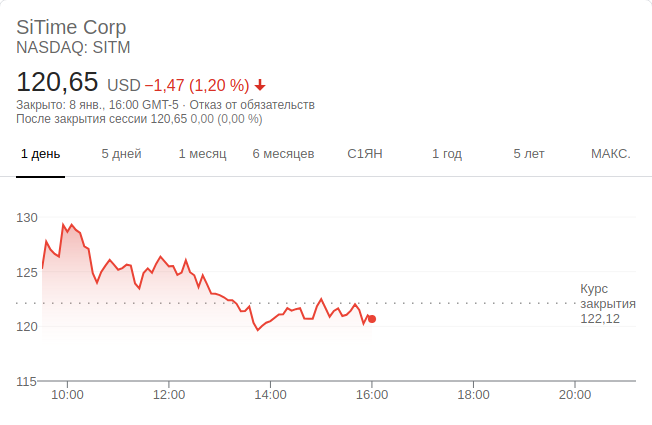 SiTime Corp
NASDAQ: SITM
120,65 USD −1,47 (1,20 %)
Закрыто: 8 янв., 16:00 GMT-5 · Отказ от обязательств
После закрытия сессии 120,65 0,00 (0,00 %)
1 день 5 дней 1 месяц 6 месяцев С1ЯН 1 год 5 лет МАКС.
130
125
Курс
закрытия
122,12
120
115
10:00 12:00 14:00 16:00 18:00 20:00